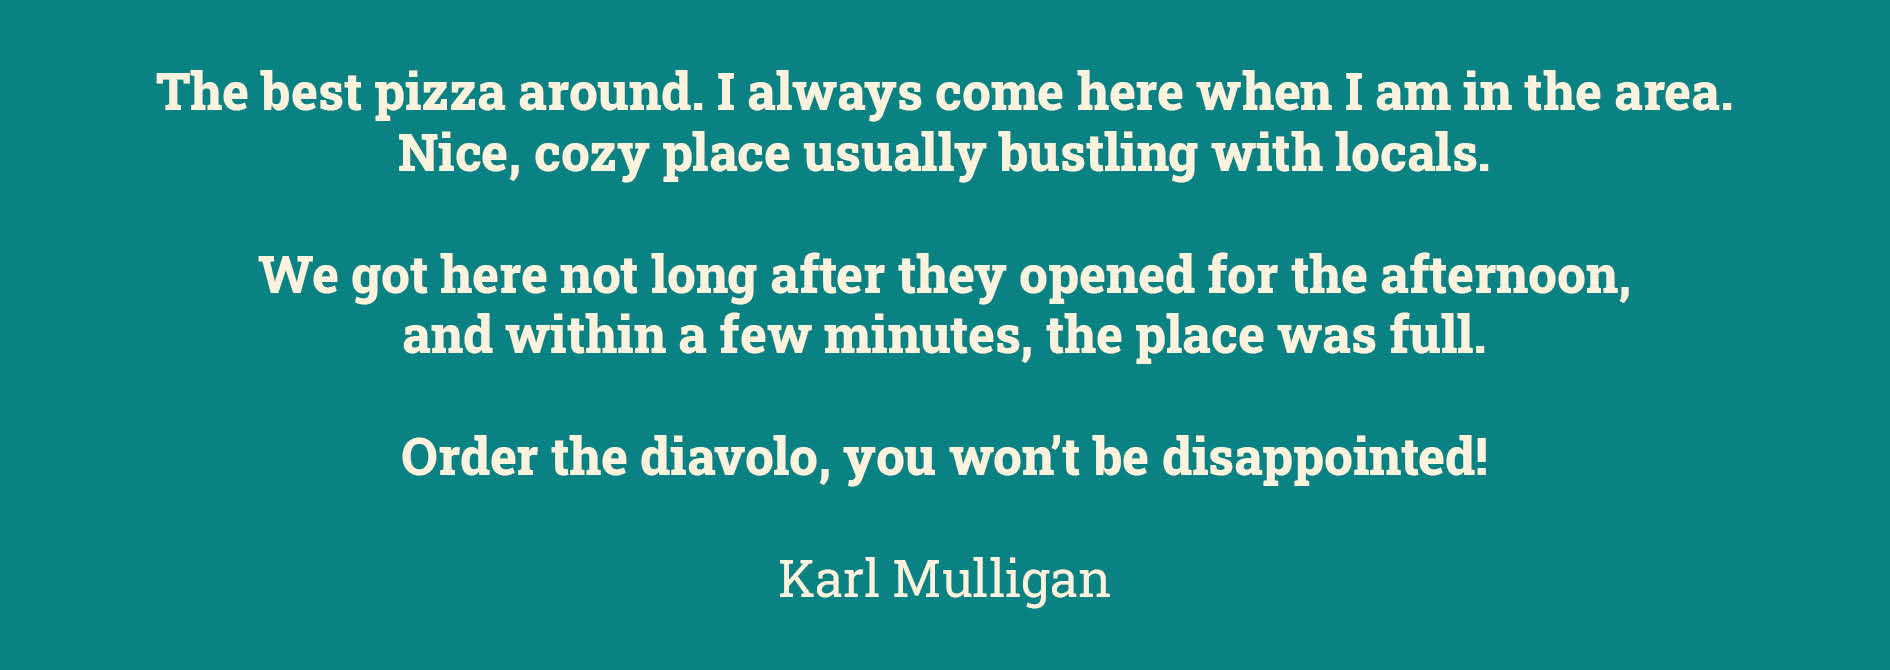 The best pizza around. I always come here when I am in the area.
Nice, cozy place usually bustling with locals.
We got here not long after they opened for the afternoon,
and within a few minutes, the place was full.
Order the diavolo, you won’t be disappointed!
Karl Mulligan